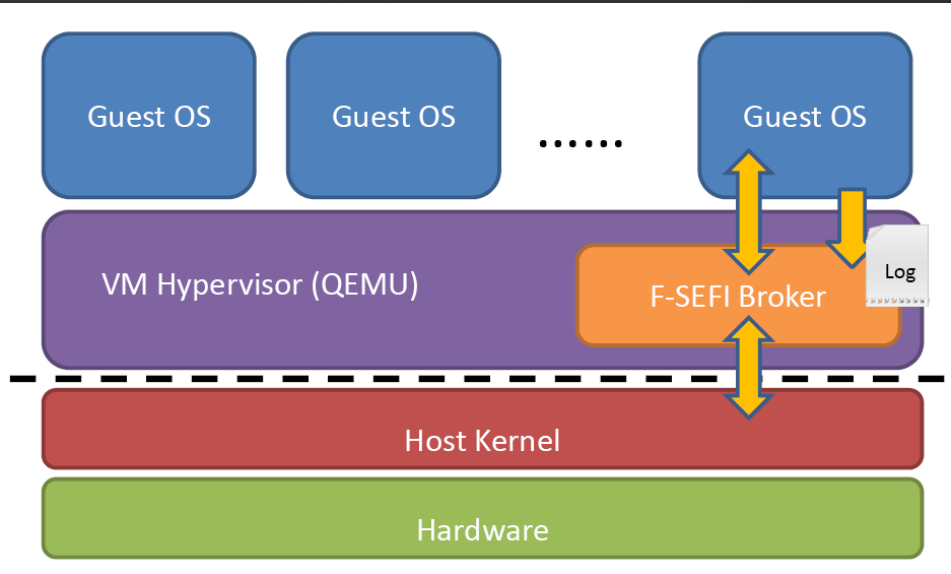 Guest OS
Guest OS
......
Guest OS
VM Hypervisor (QEMU)
Log
F-SEFI Broker
Host Kernel
Hardware